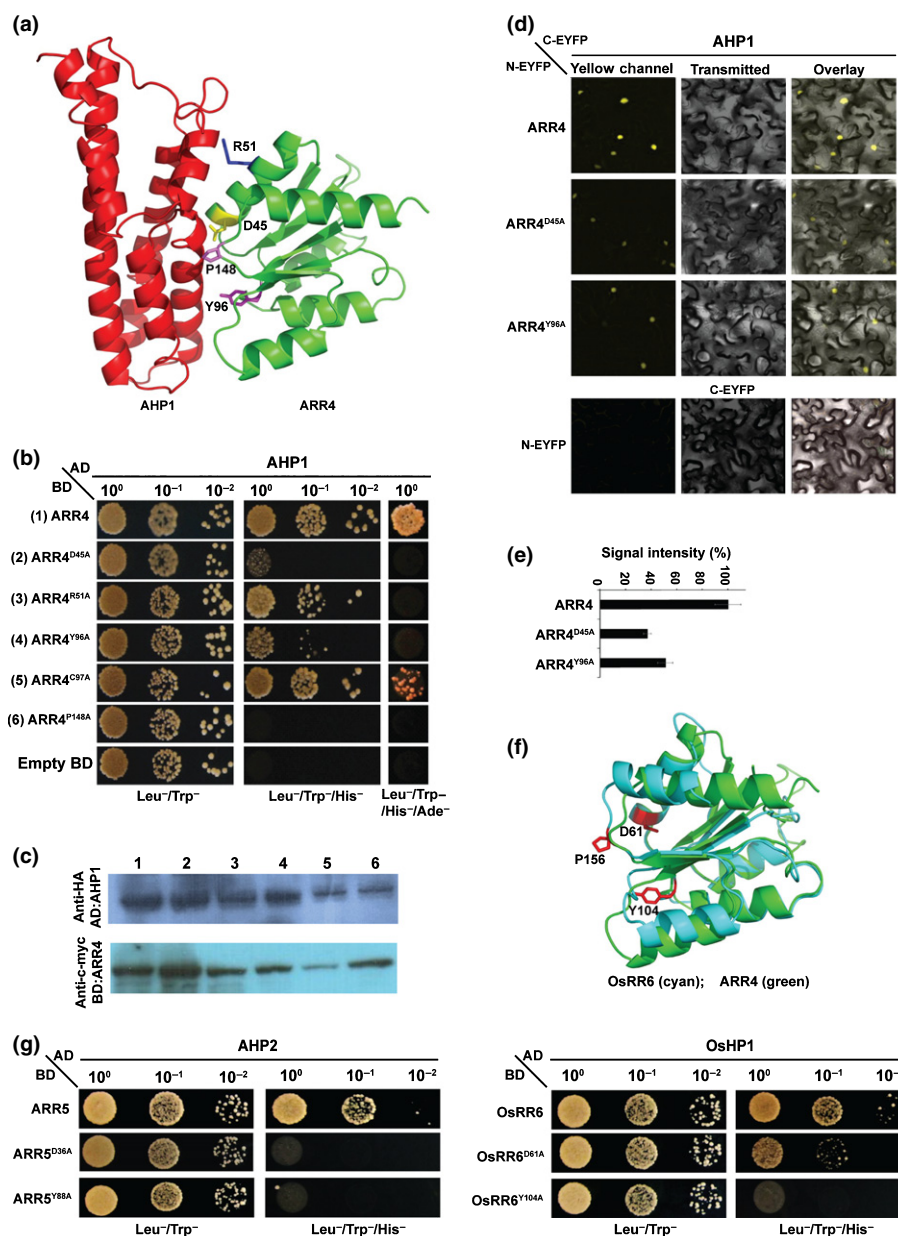 (a)
R51
D45
P148
Y96
AHP1 ARR4
(b)
AD
BD
AHP1
10⁰ 10⁻¹ 10⁻² 10⁰ 10⁻¹ 10⁻² 10⁰
(1) ARR4
(2) ARR4ᴰ⁴⁵ᴬ
(3) ARR4ᴿ⁵¹ᴬ
(4) ARR4ʸ⁹⁶ᴬ
(5) ARR4ᶜ⁹⁷ᴬ
(6) ARR4ᴾ¹⁴⁸ᴬ
Empty BD
Leu⁻/Trp⁻ Leu⁻/Trp⁻/His⁻ Leu⁻/Trp–
/His⁻/Ade⁻
(c)
1 2 3 4 5 6
Anti-HA
AD:AHP1
Anti-c-myc
BD:ARR4
(d)
C-EYFP
N-EYFP
AHP1
Yellow channel Transmitted Overlay
ARR4
ARR4ᴰ⁴⁵ᴬ
ARR4ʸ⁹⁶ᴬ
C-EYFP
N-EYFP
(e)
Signal intensity (%)
0 20 40 60 80 100
ARR4
ARR4ᴰ⁴⁵ᴬ
ARR4ʸ⁹⁶ᴬ
(f)
D61
P156
Y104
OsRR6 (cyan); ARR4 (green)
(g)
AD
BD
AHP2
10⁰ 10⁻¹ 10⁻² 10⁰ 10⁻¹ 10⁻²
ARR5
ARR5ᴰ³⁶ᴬ
ARR5ʸ⁸⁸ᴬ
Leu⁻/Trp⁻ Leu⁻/Trp⁻/His⁻
AD
BD
OsHP1
10⁰ 10⁻¹ 10⁻² 10⁰ 10⁻¹
OsRR6
OsRR6ᴰ⁶¹ᴬ
OsRR6ʸ¹⁰⁴ᴬ
Leu⁻/Trp⁻ Leu⁻/Trp⁻/His⁻